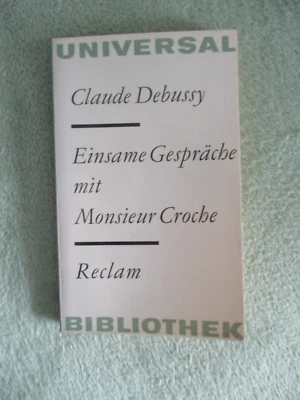 UNIVERSAL
Claude Debussy
Einsame Gespräche
mit
Monsieur Croche
Reclam
BIBLIOTHEK